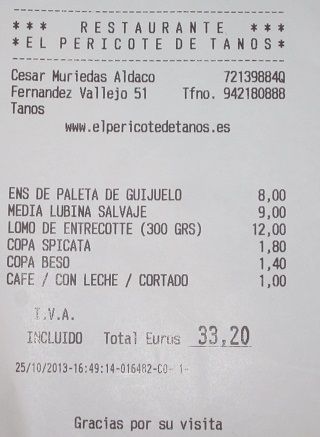 *** RESTAURANTE ***
*EL PERICOTE DE TANOS*
Cesar Muriedas Aldaco 72139884Q
Fernandez Vallejo 51 Tfno. 942180888
Tanos
www.elpericotedetanos.es
ENS DE PALETA DE GUIJUELO 8,00
MEDIA LUBINA SALVAJE 9,00
LOMO DE ENTRECOTTE (300 GRS) 12,00
COPA SPICATA 1,80
COPA BESO 1,40
CAFE / CON LECHE / CORTADO 1,00
I.V.A.
INCLUIDO Total Euros 33,20
25/10/2013-16:49:14-016482-CO- 1-
Gracias por su visita